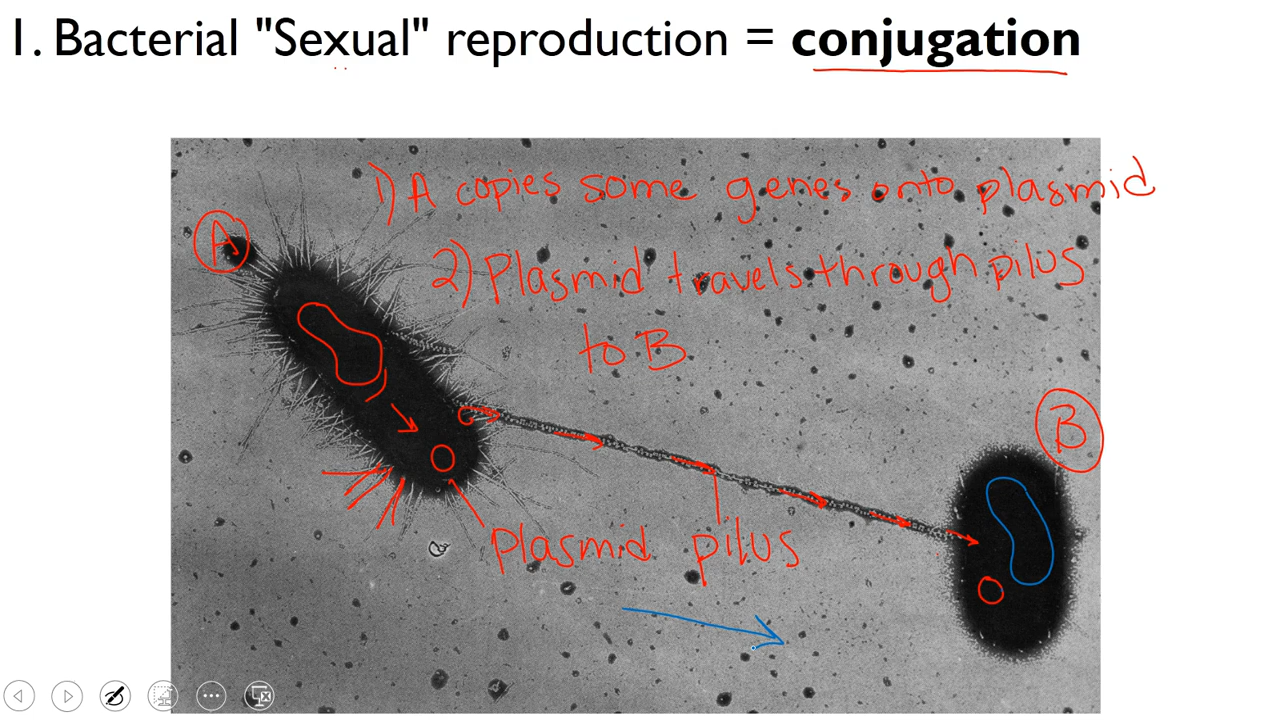 1. Bacterial "Sexual" reproduction = conjugation
1) A copies some genes onto plasmid
A
2) Plasmid travels through pilus
to B
B
Plasmid pilus